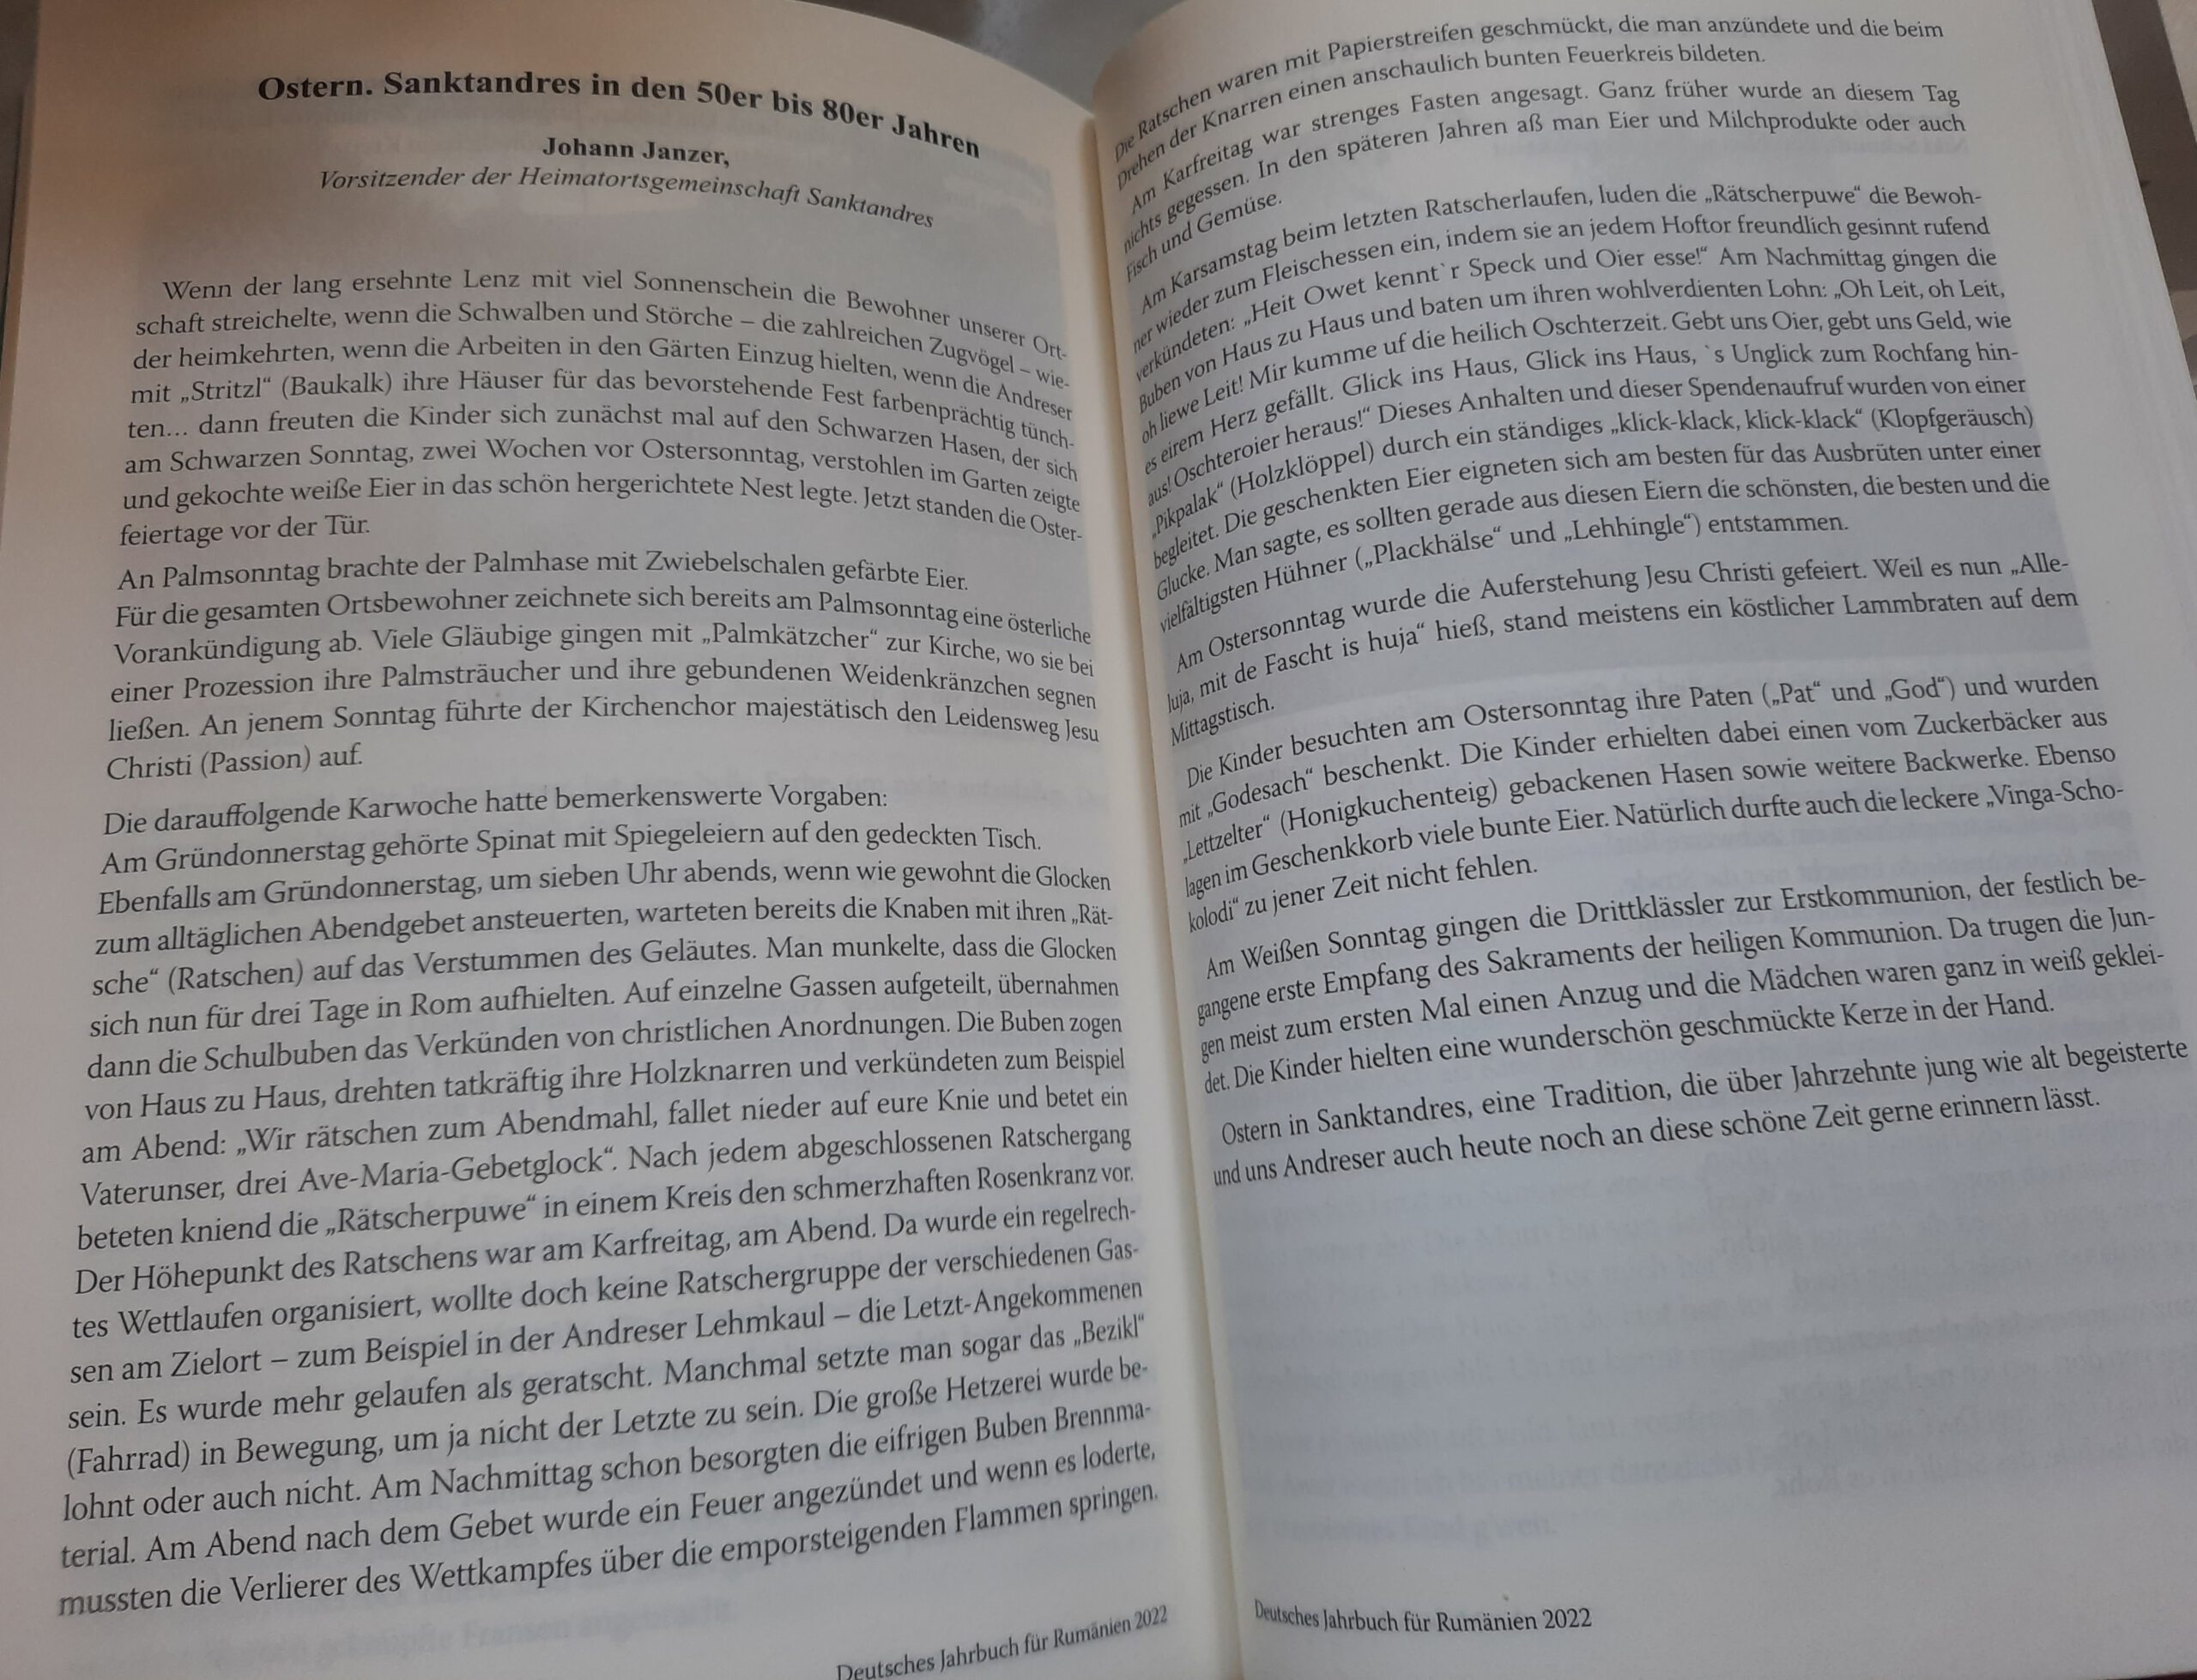 Ostern. Sanktandres in den 50er bis 80er Jahren
Johann Janzer,
Vorsitzender der Heimatortsgemeinschaft Sanktandres
Wenn der lang ersehnte Lenz mit viel Sonnenschein die Bewohner unserer Ort-
schaft streichelte, wenn die Schwalben und Störche – die zahlreichen Zugvögel – wie-
der heimkehrten, wenn die Arbeiten in den Gärten Einzug hielten, wenn die Andreser
mit „Stritzl“ (Baukalk) ihre Häuser für das bevorstehende Fest farbenprächtig tünch-
ten… dann freuten die Kinder sich zunächst mal auf den Schwarzen Hasen, der sich
am Schwarzen Sonntag, zwei Wochen vor Ostersonntag, verstohlen im Garten zeigte
und gekochte weiße Eier in das schön hergerichtete Nest legte. Jetzt standen die Oster-
feiertage vor der Tür.
An Palmsonntag brachte der Palmhase mit Zwiebelschalen gefärbte Eier.
Für die gesamten Ortsbewohner zeichnete sich bereits am Palmsonntag eine österliche
Vorankündigung ab. Viele Gläubige gingen mit „Palmkätzcher“ zur Kirche, wo sie bei
einer Prozession ihre Palmsträucher und ihre gebundenen Weidenkränzchen segnen
ließen. An jenem Sonntag führte der Kirchenchor majestätisch den Leidensweg Jesu
Christi (Passion) auf.
Die darauffolgende Karwoche hatte bemerkenswerte Vorgaben:
Am Gründonnerstag gehörte Spinat mit Spiegeleiern auf den gedeckten Tisch.
Ebenfalls am Gründonnerstag, um sieben Uhr abends, wenn wie gewohnt die Glocken
zum alltäglichen Abendgebet ansteuerten, warteten bereits die Knaben mit ihren „Rät-
sche“ (Ratschen) auf das Verstummen des Geläutes. Man munkelte, dass die Glocken
sich nun für drei Tage in Rom aufhielten. Auf einzelne Gassen aufgeteilt, übernahmen
dann die Schulbuben das Verkünden von christlichen Anordnungen. Die Buben zogen
von Haus zu Haus, drehten tatkräftig ihre Holzknarren und verkündeten zum Beispiel
am Abend: „Wir rätschen zum Abendmahl, fallet nieder auf eure Knie und betet ein
Vaterunser, drei Ave-Maria-Gebetglock“. Nach jedem abgeschlossenen Ratschergang
beteten kniend die „Rätscherpuwe“ in einem Kreis den schmerzhaften Rosenkranz vor.
Der Höhepunkt des Ratschens war am Karfreitag, am Abend. Da wurde ein regelrech-
tes Wettlaufen organisiert, wollte doch keine Ratschergruppe der verschiedenen Gas-
sen am Zielort – zum Beispiel in der Andreser Lehmkaul – die Letzt-Angekommenen
sein. Es wurde mehr gelaufen als geratscht. Manchmal setzte man sogar das „Bezikl“
(Fahrrad) in Bewegung, um ja nicht der Letzte zu sein. Die große Hetzerei wurde be-
lohnt oder auch nicht. Am Nachmittag schon besorgten die eifrigen Buben Brennma-
terial. Am Abend nach dem Gebet wurde ein Feuer angezündet und wenn es loderte,
mussten die Verlierer des Wettkampfes über die emporsteigenden Flammen springen.
Deutsches Jahrbuch für Rumänien 2022
Die Ratschen waren mit Papierstreifen geschmückt, die man anzündete und die beim
Drehen der Knarren einen anschaulich bunten Feuerkreis bildeten.
Am Karfreitag war strenges Fasten angesagt. Ganz früher wurde an diesem Tag
nichts gegessen. In den späteren Jahren aß man Eier und Milchprodukte oder auch
Fisch und Gemüse.
Am Karsamstag beim letzten Ratscherlaufen, luden die „Rätscherpuwe“ die Bewoh-
ner wieder zum Fleischessen ein, indem sie an jedem Hoftor freundlich gesinnt rufend
verkündeten: „Heit Owet kennt`r Speck und Oier esse!“ Am Nachmittag gingen die
Buben von Haus zu Haus und baten um ihren wohlverdienten Lohn: „Oh Leit, oh Leit,
oh liewe Leit! Mir kumme uf die heilich Oschterzeit. Gebt uns Oier, gebt uns Geld, wie
es eirem Herz gefällt. Glick ins Haus, Glick ins Haus, `s Unglick zum Rochfang hin-
aus! Oschteroier heraus!“ Dieses Anhalten und dieser Spendenaufruf wurden von einer
„Pikpalak“ (Holzklöppel) durch ein ständiges „klick-klack, klick-klack“ (Klopfgeräusch)
begleitet. Die geschenkten Eier eigneten sich am besten für das Ausbrüten unter einer
Glucke. Man sagte, es sollten gerade aus diesen Eiern die schönsten, die besten und die
vielfältigsten Hühner („Plackhälse“ und „Lehhingle“) entstammen.
Am Ostersonntag wurde die Auferstehung Jesu Christi gefeiert. Weil es nun „Alle-
luja, mit de Fascht is huja“ hieß, stand meistens ein köstlicher Lammbraten auf dem
Mittagstisch.
Die Kinder besuchten am Ostersonntag ihre Paten („Pat“ und „God“) und wurden
mit „Godesach“ beschenkt. Die Kinder erhielten dabei einen vom Zuckerbäcker aus
„Lettzelter“ (Honigkuchenteig) gebackenen Hasen sowie weitere Backwerke. Ebenso
lagen im Geschenkkorb viele bunte Eier. Natürlich durfte auch die leckere „Vinga-Scho-
kolodi“ zu jener Zeit nicht fehlen.
Am Weißen Sonntag gingen die Drittklässler zur Erstkommunion, der festlich be-
gangene erste Empfang des Sakraments der heiligen Kommunion. Da trugen die Jun-
gen meist zum ersten Mal einen Anzug und die Mädchen waren ganz in weiß geklei-
det. Die Kinder hielten eine wunderschön geschmückte Kerze in der Hand.
Ostern in Sanktandres, eine Tradition, die über Jahrzehnte jung wie alt begeisterte
und uns Andreser auch heute noch an diese schöne Zeit gerne erinnern lässt.
Deutsches Jahrbuch für Rumänien 2022